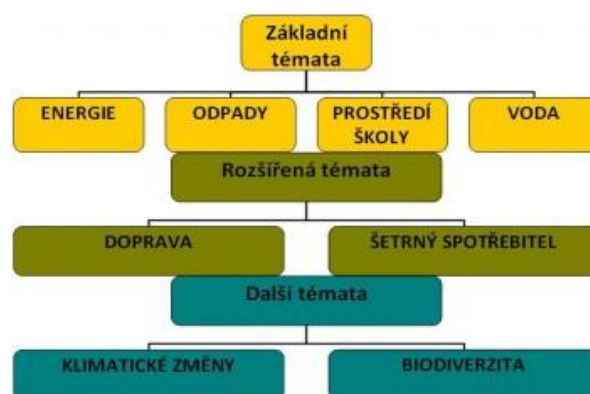 Základní
témata
ENERGIE
ODPADY
PROSTŘEDÍ
ŠKOLY
VODA
Rozšířená témata
DOPRAVA
ŠETRNÝ SPOTŘEBITEL
Další témata
KLIMATICKÉ ZMĚNY
BIODIVERZITA